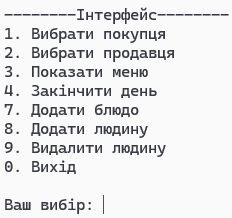 --------Інтерфейс--------
1. Вибрати покупця
2. Вибрати продавця
3. Показати меню
4. Закінчити день
7. Додати блюдо
8. Додати людину
9. Видалити людину
0. Вихід
Ваш вибір: